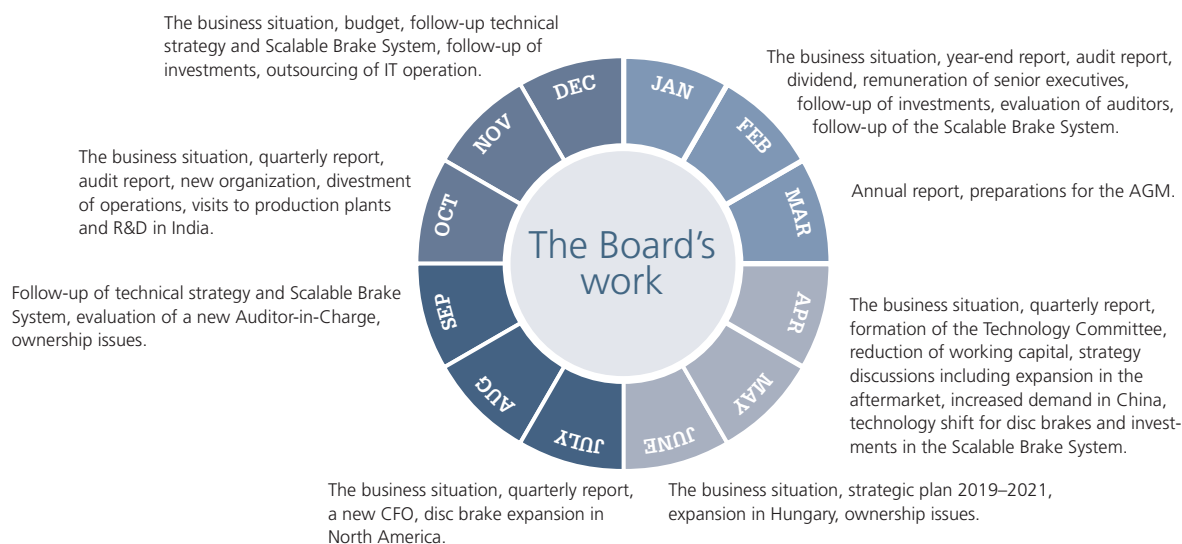 The business situation, budget, follow-up technical
strategy and Scalable Brake System, follow-up of
investments, outsourcing of IT operation.
The business situation, year-end report, audit report,
dividend, remuneration of senior executives,
follow-up of investments, evaluation of auditors,
follow-up of the Scalable Brake System.
The business situation, quarterly report,
audit report, new organization, divestment
of operations, visits to production plants
and R&D in India.
Annual report, preparations for the AGM.
Follow-up of technical strategy and Scalable Brake
System, evaluation of a new Auditor-in-Charge,
ownership issues.
The business situation, quarterly report,
formation of the Technology Committee,
reduction of working capital, strategy
discussions including expansion in the
aftermarket, increased demand in China,
technology shift for disc brakes and invest-
ments in the Scalable Brake System.
The business situation, quarterly report,
a new CFO, disc brake expansion in
North America.
The business situation, strategic plan 2019–2021,
expansion in Hungary, ownership issues.
The Board's
work
JAN
FEB
MAR
APR
MAY
JUNE
JULY
AUG
SEP
OCT
NOV
DEC